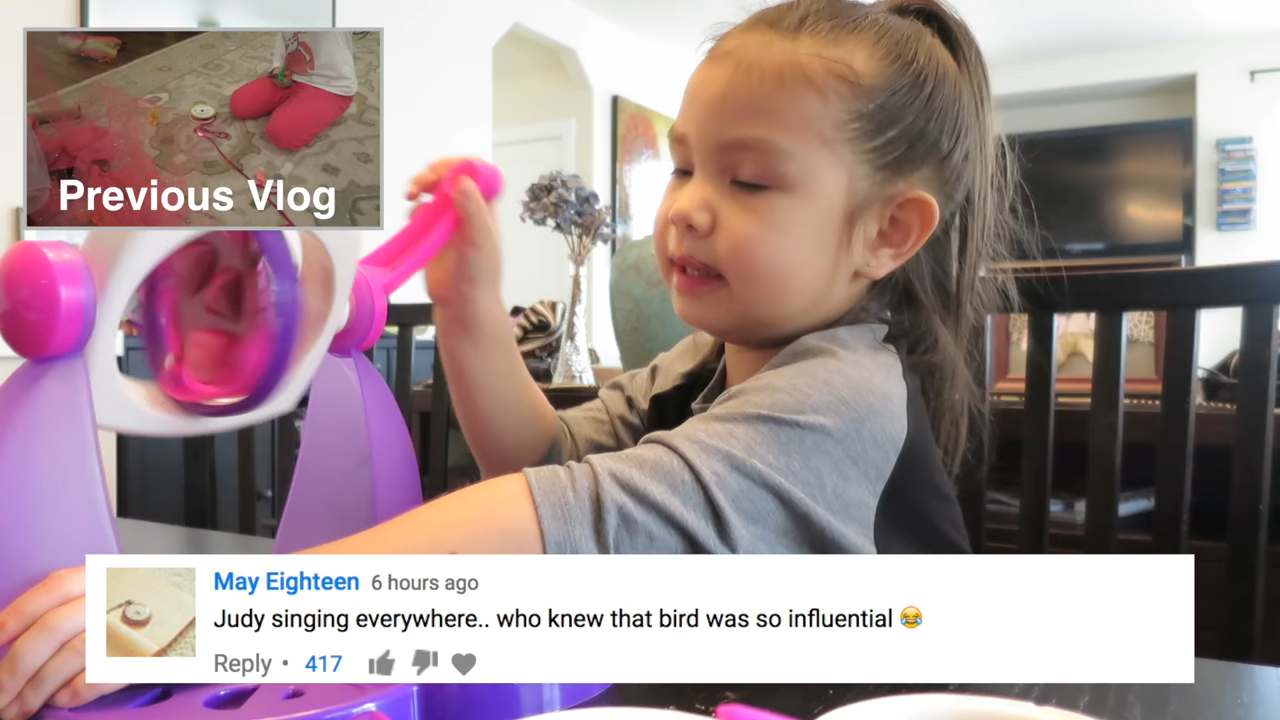 Previous Vlog
May Eighteen 6 hours ago
Judy singing everywhere.. who knew that bird was so influential 😂
Reply • 417